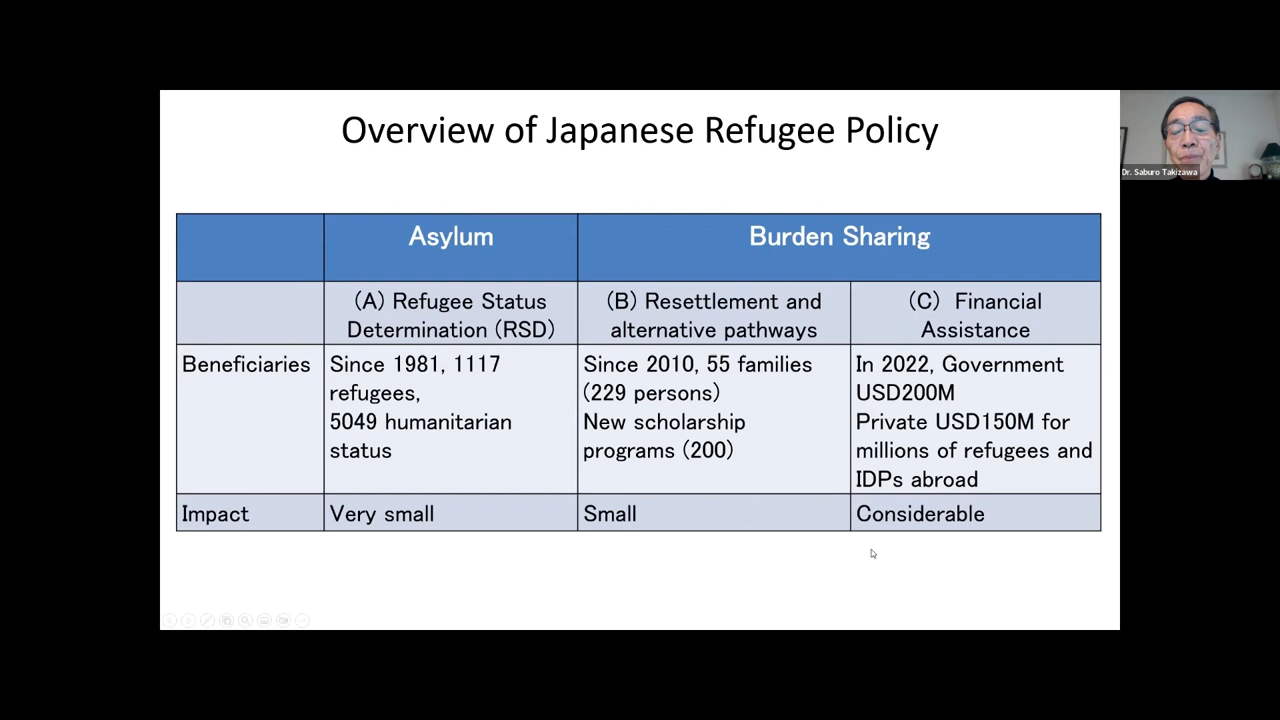 Overview of Japanese Refugee Policy
Dr. Saburo Takizawa
Asylum
Burden Sharing
(A) Refugee Status
Determination (RSD)
(B) Resettlement and
alternative pathways
(C) Financial
Assistance
Beneficiaries
Since 1981, 1117
refugees,
5049 humanitarian
status
Since 2010, 55 families
(229 persons)
New scholarship
programs (200)
In 2022, Government
USD200M
Private USD150M for
millions of refugees and
IDPs abroad
Impact
Very small
Small
Considerable